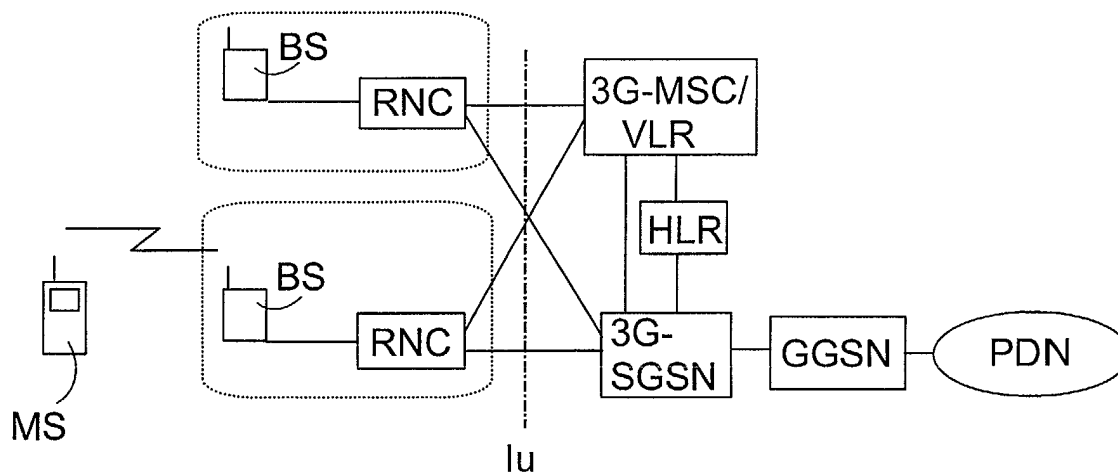 BS
RNC
3G-MSC/
VLR
HLR
BS
RNC
3G-
SGSN
GGSN
PDN
MS
Iu